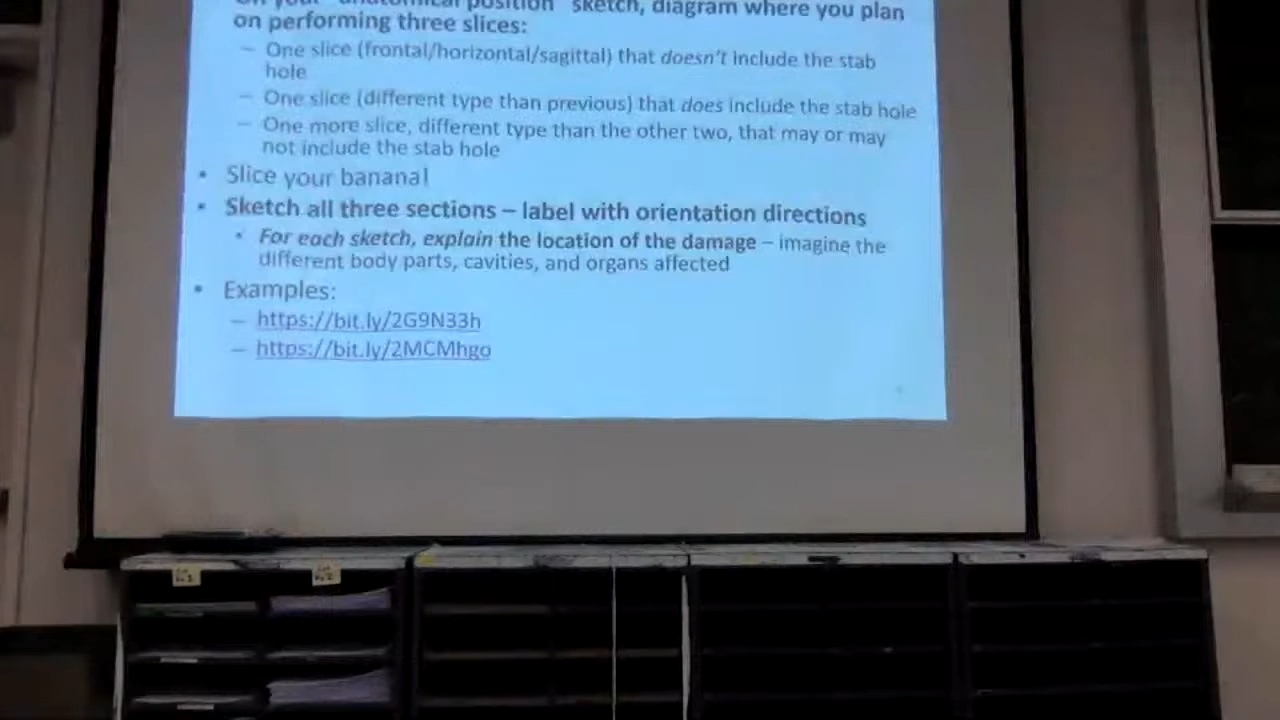 On your "anatomical position" sketch, diagram where you plan
on performing three slices:
– One slice (frontal/horizontal/sagittal) that doesn't include the stab
hole
– One slice (different type than previous) that does include the stab hole
– One more slice, different type than the other two, that may or may
not include the stab hole
• Slice your banana!
• Sketch all three sections – label with orientation directions
• For each sketch, explain the location of the damage – imagine the
different body parts, cavities, and organs affected
• Examples:
– https://bit.ly/2G9N33h
– https://bit.ly/2MCMhgo